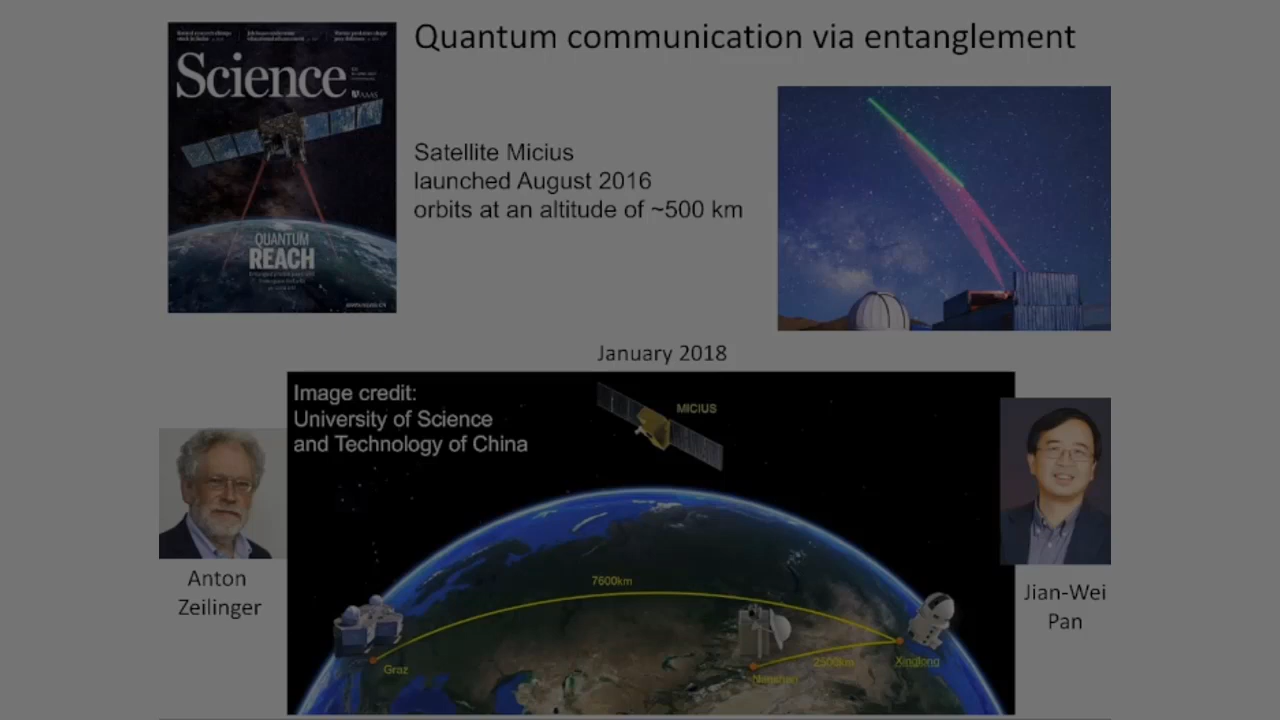 Quantum communication via entanglement
Science
AAAS
QUANTUM
REACH
Satellite Micius
launched August 2016
orbits at an altitude of ~500 km
January 2018
Image credit:
University of Science
and Technology of China
MICIUS
7600km
2500km
Graz
Nanshan
Xinglong
Anton
Zeilinger
Jian-Wei
Pan